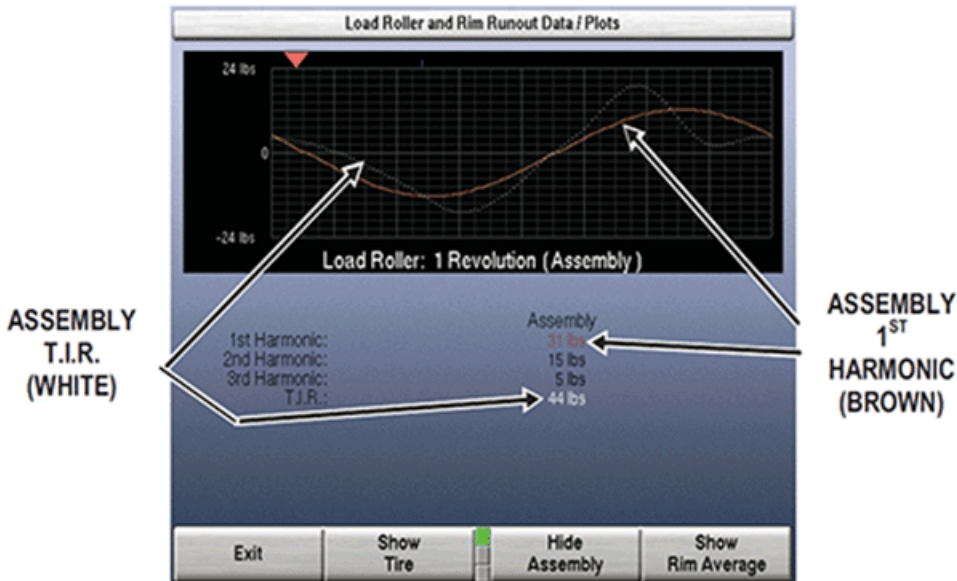 Load Roller and Rim Runout Data / Plots
24 lbs
0
-24 lbs
Load Roller: 1 Revolution (Assembly)
ASSEMBLY
T.I.R.
(WHITE)
ASSEMBLY
1ST
HARMONIC
(BROWN)
Assembly
1st Harmonic: 31 lbs
2nd Harmonic: 15 lbs
3rd Harmonic: 5 lbs
T.I.R.: 44 lbs
Exit
Show
Tire
Hide
Assembly
Show
Rim Average